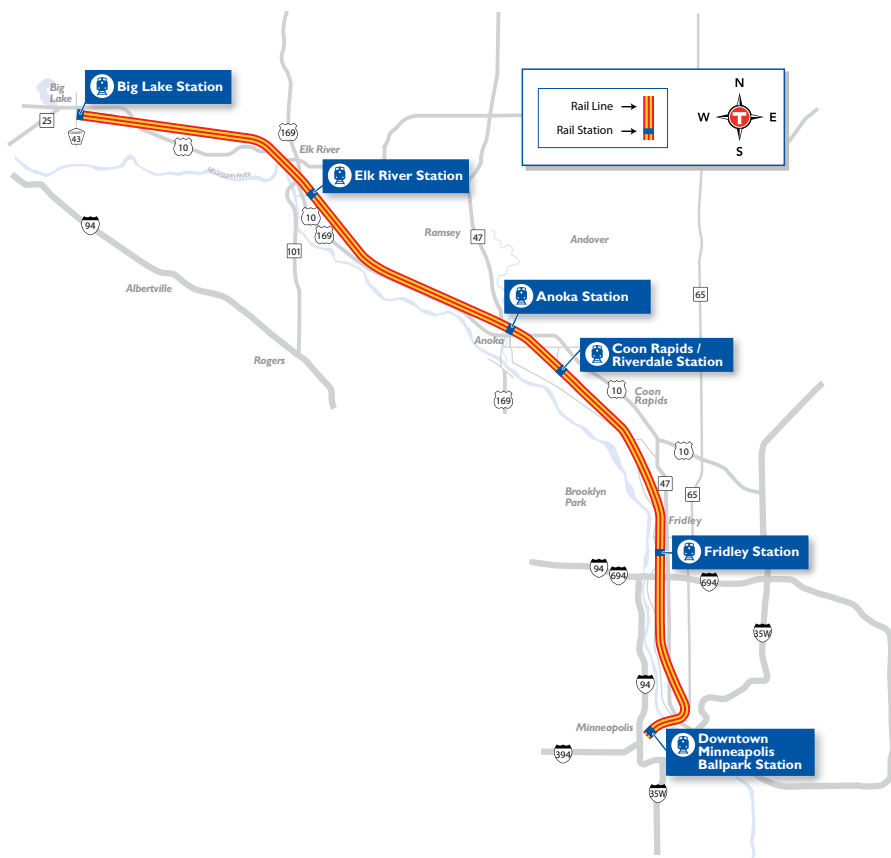 Big Lake Station
Big
Lake
25
COUNTY
43
10
169
Elk River
MISSISSIPPI RIVER
Elk River Station
Rail Line
Rail Station
N
W
T
E
S
94
10
169
101
Ramsey
47
Andover
Albertville
65
Anoka Station
Rogers
Anoka
Coon Rapids /
Riverdale Station
169
10
Coon
Rapids
10
Brooklyn
Park
47
65
Fridley
Fridley Station
94
694
694
35W
94
Minneapolis
394
Downtown
Minneapolis
Ballpark Station
35W